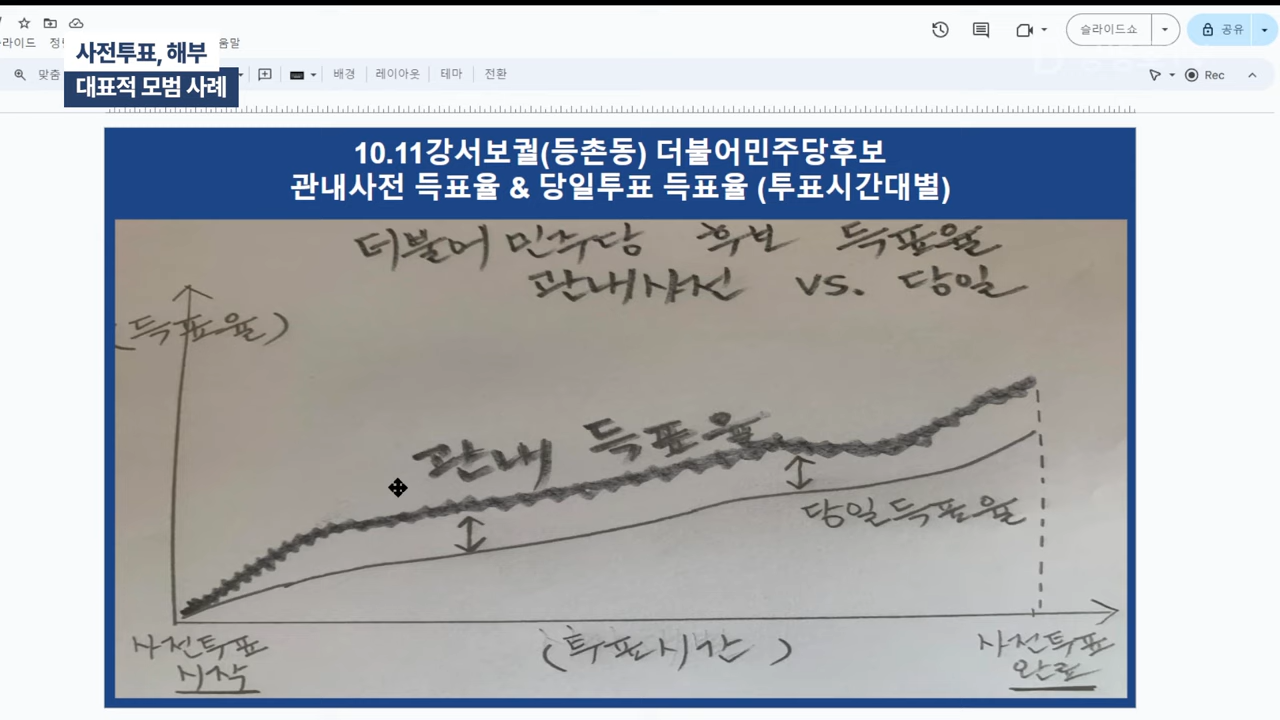 슬라이드쇼
공유
라이드
사전투표, 해부
움말
대표적 모범 사례
맞춤
배경
레이아웃
테마
전환
Rec
10.11강서보궐(등촌동) 더불어민주당후보
관내사전 득표율 & 당일투표 득표율 (투표시간대별)
더불어민주당 후보 득표율
관내사전 vs. 당일
(득표율)
관내 득표율
당일득표율
사전투표
시작
(투표시간)
사전투표
완료